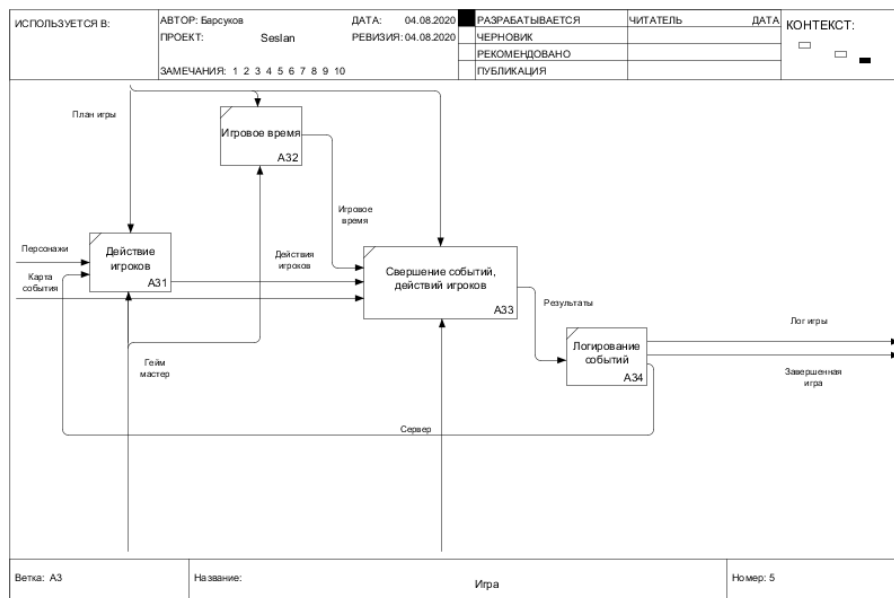 ИСПОЛЬЗУЕТСЯ В:
АВТОР: Барсуков
ДАТА: 04.08.2020
ПРОЕКТ: Seslan
РЕВИЗИЯ: 04.08.2020
ЗАМЕЧАНИЯ: 1 2 3 4 5 6 7 8 9 10
РАЗРАБАТЫВАЕТСЯ
ЧЕРНОВИК
РЕКОМЕНДОВАНО
ПУБЛИКАЦИЯ
ЧИТАТЕЛЬ
ДАТА
КОНТЕКСТ:
План игры
Игровое время
A32
Игровое
время
Персонажи
Карта
события
Действие
игроков
A31
Действия
игроков
Свершение событий,
действий игроков
A33
Результаты
Логирование
событий
A34
Лог игры
Завершенная
игра
Гейм
мастер
Сервер
Ветка: A3
Название:
Игра
Номер: 5